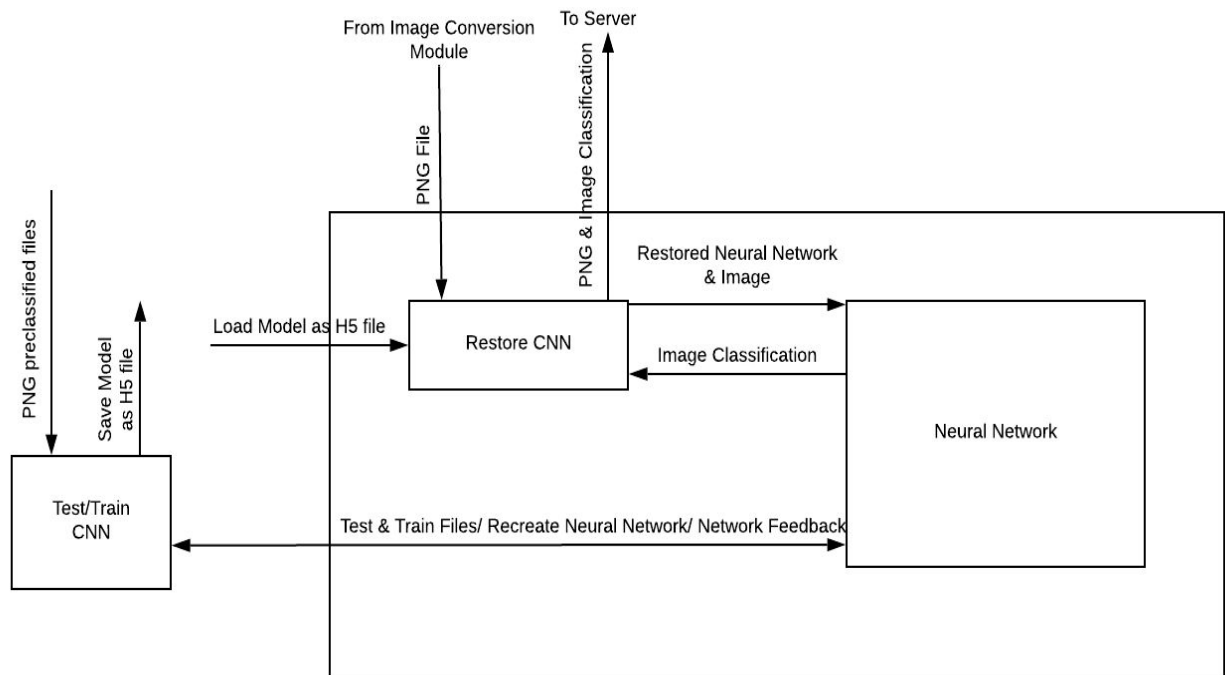 To Server
From Image Conversion
Module
PNG File
PNG & Image Classification
PNG preclassified files
Save Model
as H5 file
Load Model as H5 file
Restore CNN
Restored Neural Network
& Image
Image Classification
Neural Network
Test/Train
CNN
Test & Train Files/ Recreate Neural Network/ Network Feedback